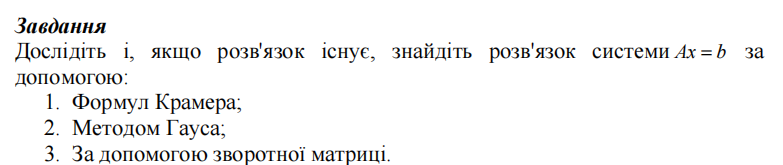 Завдання
Дослідіть і, якщо розв'язок існує, знайдіть розв'язок системи Ax = b за
допомогою:
1. Формул Крамера;
2. Методом Гауса;
3. За допомогою зворотної матриці.